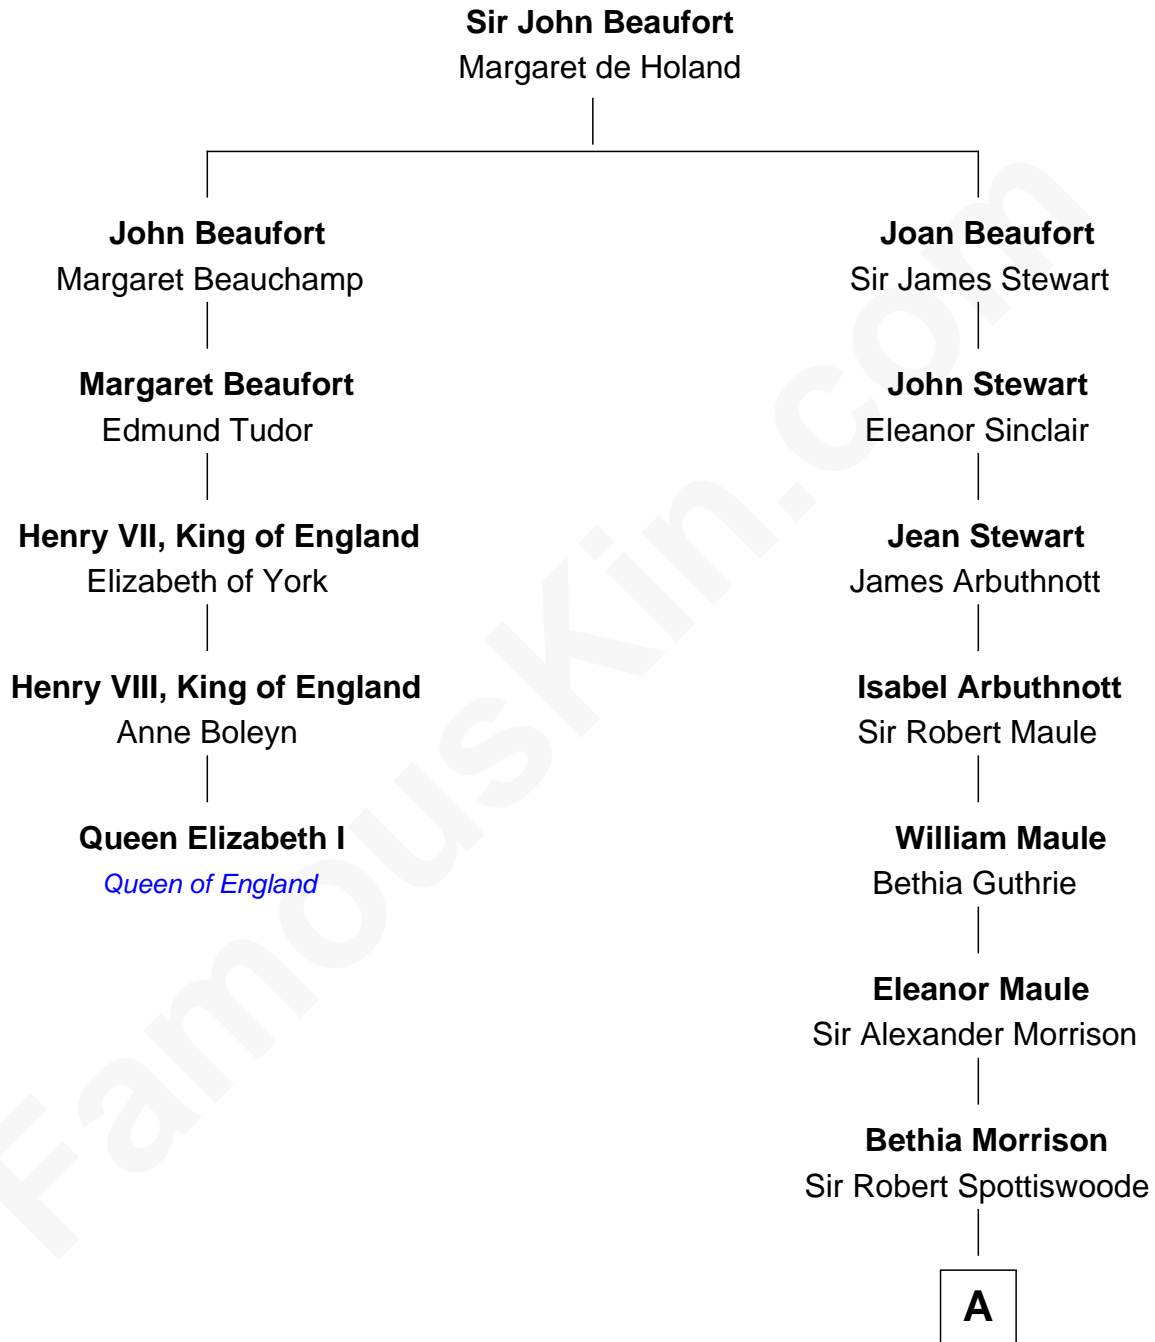 Sir John Beaufort
Margaret de Holand
John Beaufort
Margaret Beauchamp
Joan Beaufort
Sir James Stewart
Margaret Beaufort
Edmund Tudor
John Stewart
Eleanor Sinclair
Henry VII, King of England
Elizabeth of York
Jean Stewart
James Arbuthnott
Henry VIII, King of England
Anne Boleyn
Isabel Arbuthnott
Sir Robert Maule
Queen Elizabeth I
Queen of England
William Maule
Bethia Guthrie
Eleanor Maule
Sir Alexander Morrison
Bethia Morrison
Sir Robert Spottiswoode
A
FamousKin.com